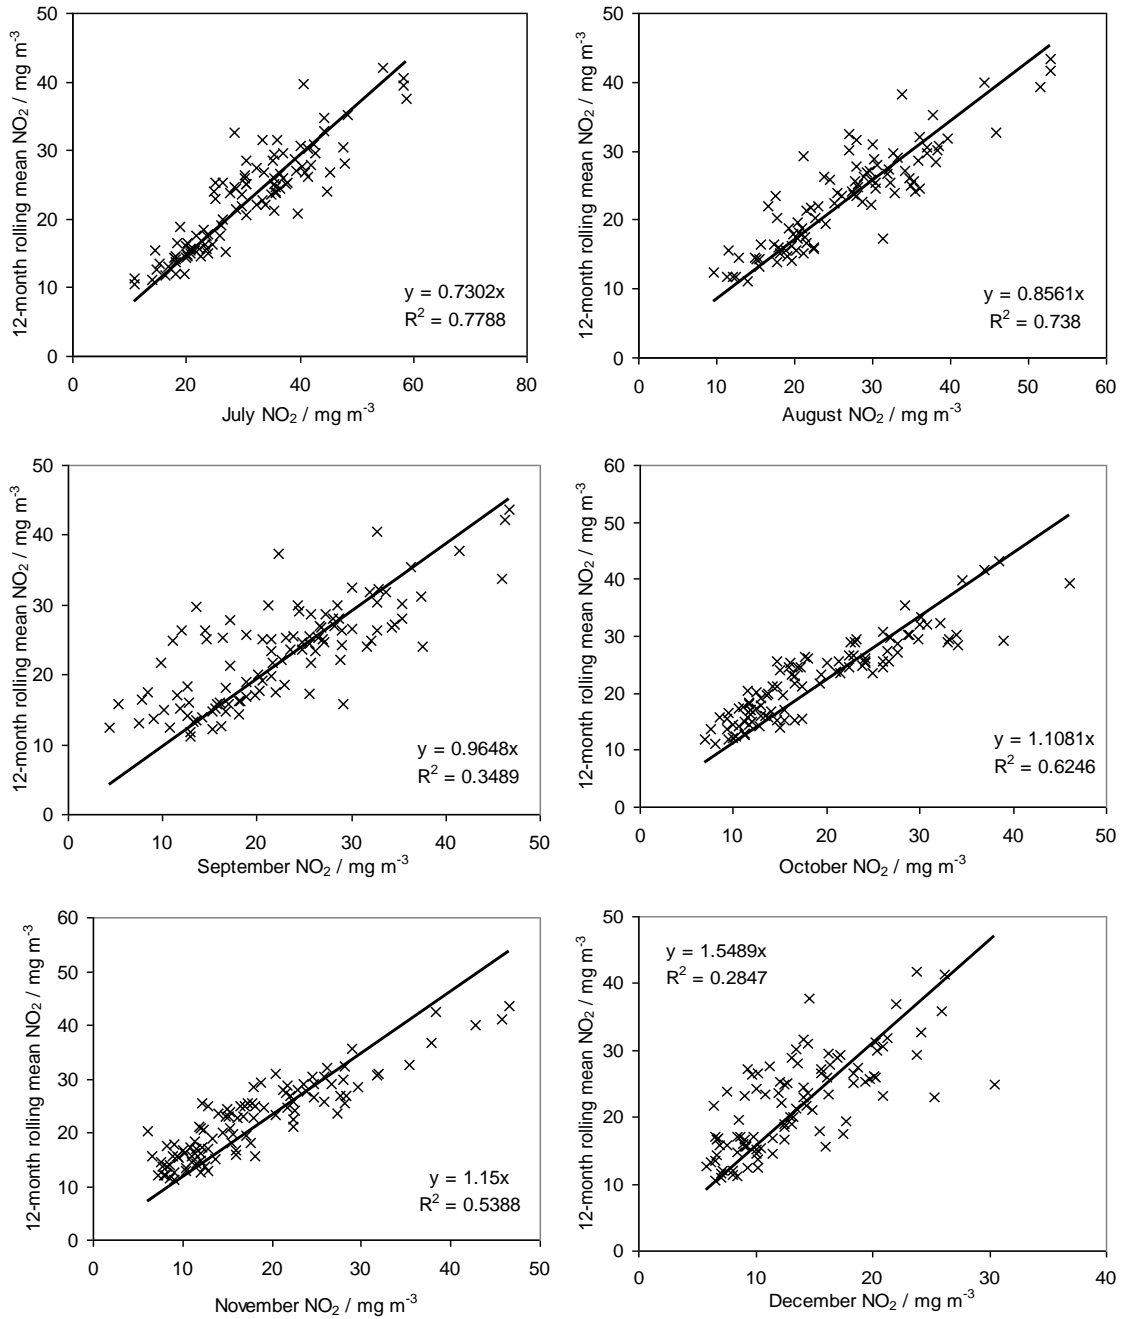 50
40
30
20
10
0
12-month rolling mean NO₂ / mg m⁻³
y = 0.7302x
R² = 0.7788
0 20 40 60 80
July NO₂ / mg m⁻³
50
40
30
20
10
0
12-month rolling mean NO₂ / mg m⁻³
y = 0.8561x
R² = 0.738
0 10 20 30 40 50 60
August NO₂ / mg m⁻³
50
40
30
20
10
0
12-month rolling mean NO₂ / mg m⁻³
y = 0.9648x
R² = 0.3489
0 10 20 30 40 50
September NO₂ / mg m⁻³
60
50
40
30
20
10
0
12-month rolling mean NO₂ / mg m⁻³
y = 1.1081x
R² = 0.6246
0 10 20 30 40 50
October NO₂ / mg m⁻³
60
50
40
30
20
10
0
12-month rolling mean NO₂ / mg m⁻³
y = 1.15x
R² = 0.5388
0 10 20 30 40 50
November NO₂ / mg m⁻³
50
40
30
20
10
0
12-month rolling mean NO₂ / mg m⁻³
y = 1.5489x
R² = 0.2847
0 10 20 30 40
December NO₂ / mg m⁻³